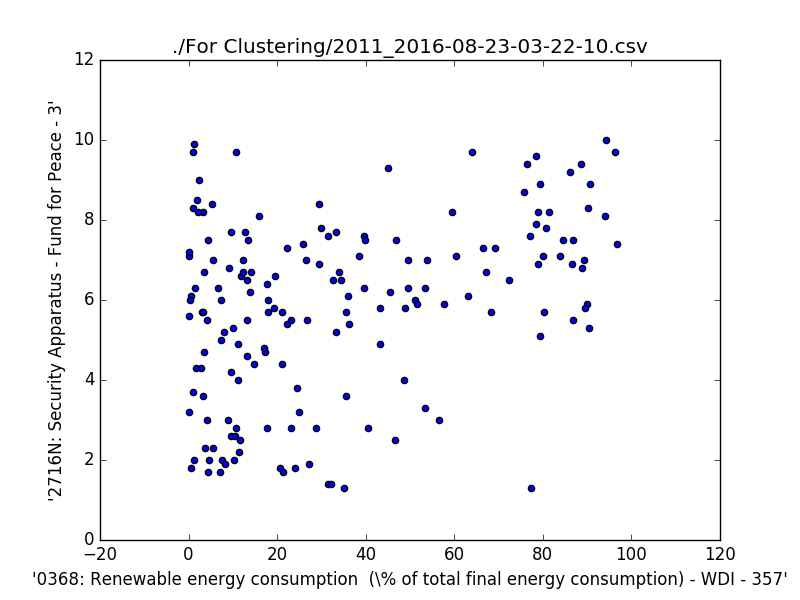 ./For Clustering/2011_2016-08-23-03-22-10.csv
'2716N: Security Apparatus - Fund for Peace - 3'
12
10
8
6
4
2
0
−20 0 20 40 60 80 100 120
'0368: Renewable energy consumption  (\% of total final energy consumption) - WDI - 357'